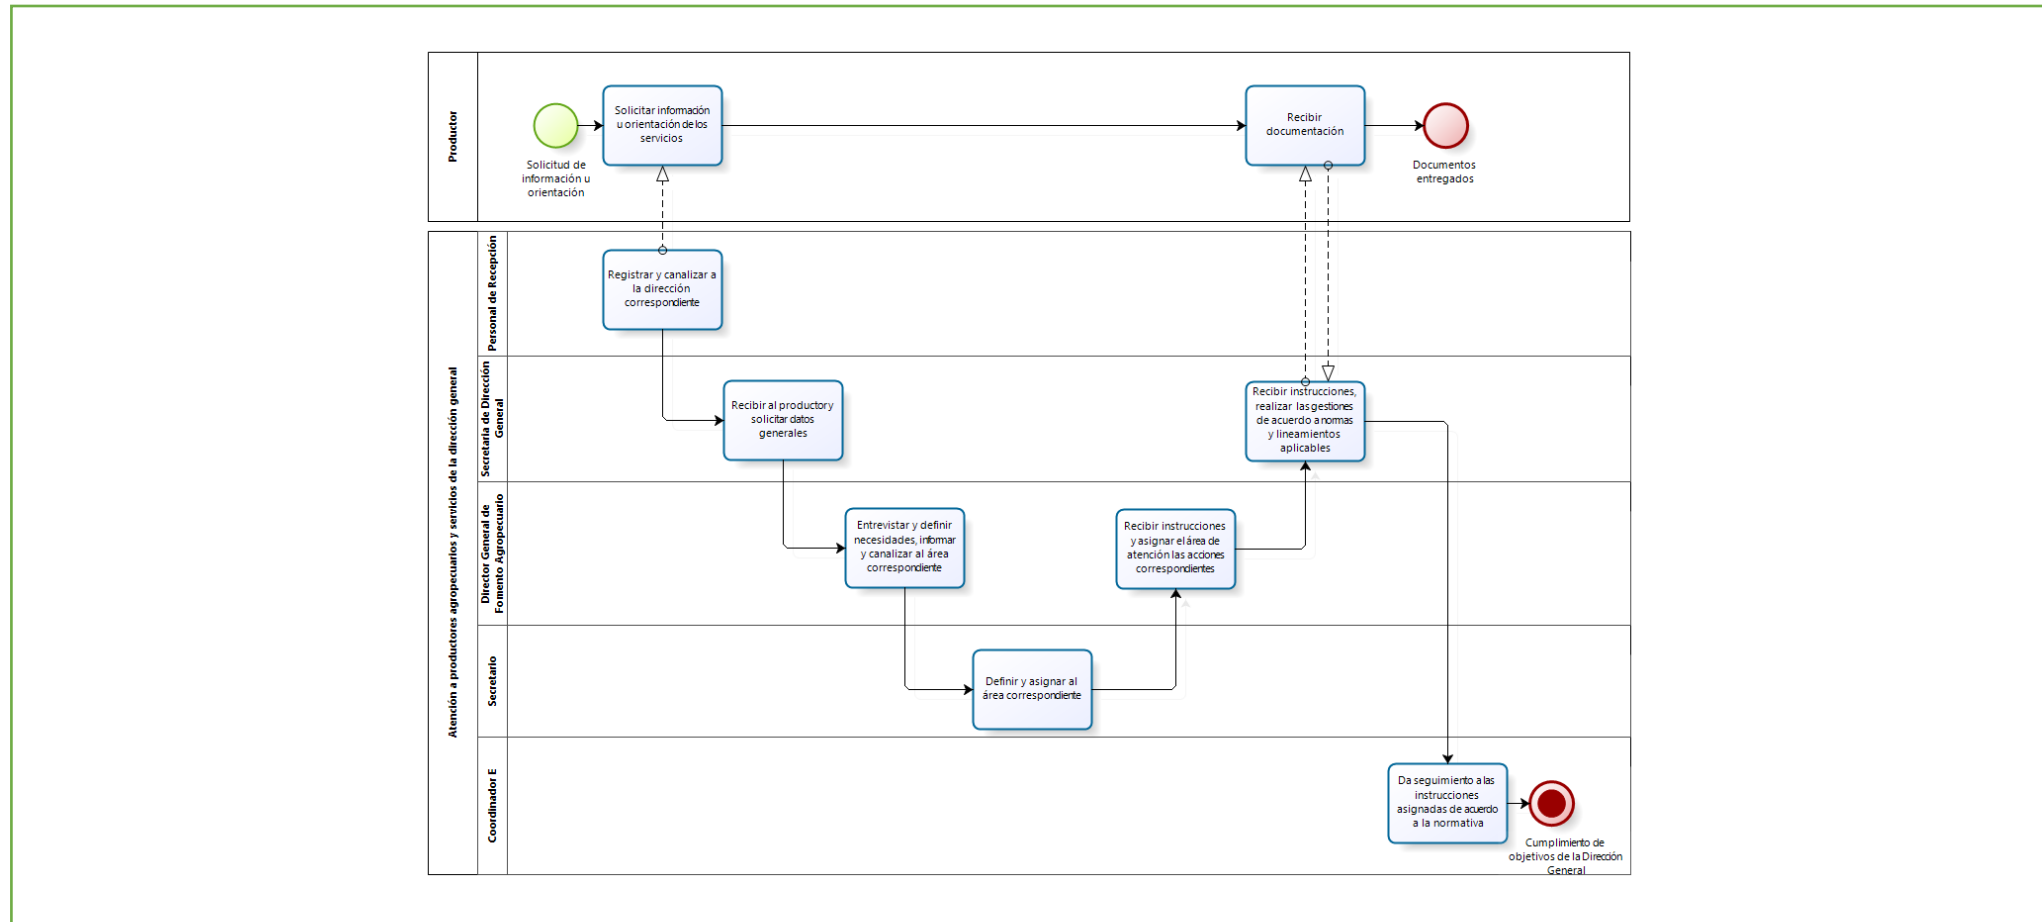 Productor
Solicitud de
información u
orientación
Solicitar información
u orientación de los
servicios
Recibir
documentación
Documentos
entregados
Atención a productores agropecuarios y servicios de la dirección general
Personal de Recepción
Registrar y canalizar a
la dirección
correspondiente
Secretaria de Dirección
General
Recibir al productor y
solicitar datos
generales
Recibir instrucciones,
realizar las gestiones
de acuerdo a normas
y lineamientos
aplicables
Director General de
Fomento Agropecuario
Entrevistar y definir
necesidades, informar
y canalizar al área
correspondiente
Recibir instrucciones
y asignar el área de
atención las acciones
correspondientes
Secretario
Definir y asignar al
área correspondiente
Coordinador E
Da seguimiento a las
instrucciones
asignadas de acuerdo
a la normativa
Cumplimiento de
objetivos de la Dirección
General